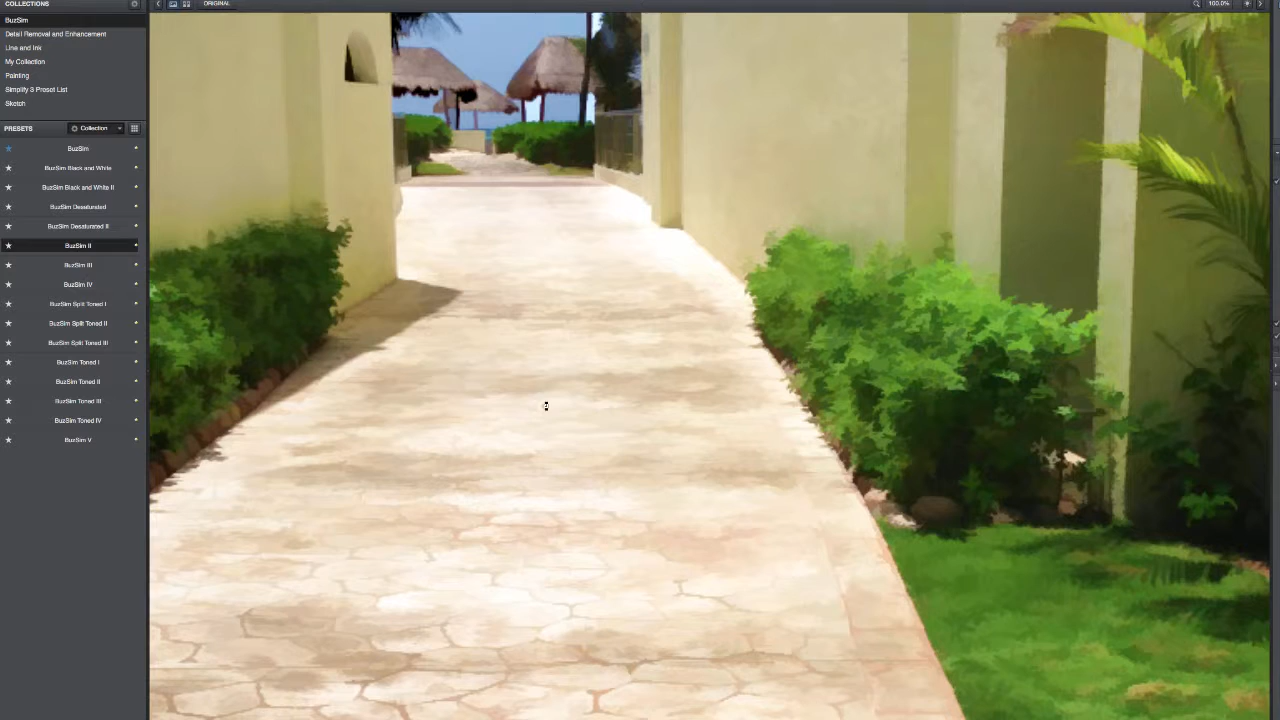 COLLECTIONS
ORIGINAL
100.0%
BuzSim
Detail Removal and Enhancement
Line and Ink
My Collection
Painting
Simplify 3 Preset List
Sketch
PRESETS
Collection
BuzSim
BuzSim Black and White
BuzSim Black and White II
BuzSim Desaturated
BuzSim Desaturated II
BuzSim II
BuzSim III
BuzSim IV
BuzSim Split Toned I
BuzSim Split Toned II
BuzSim Split Toned III
BuzSim Toned I
BuzSim Toned II
BuzSim Toned III
BuzSim Toned IV
BuzSim V